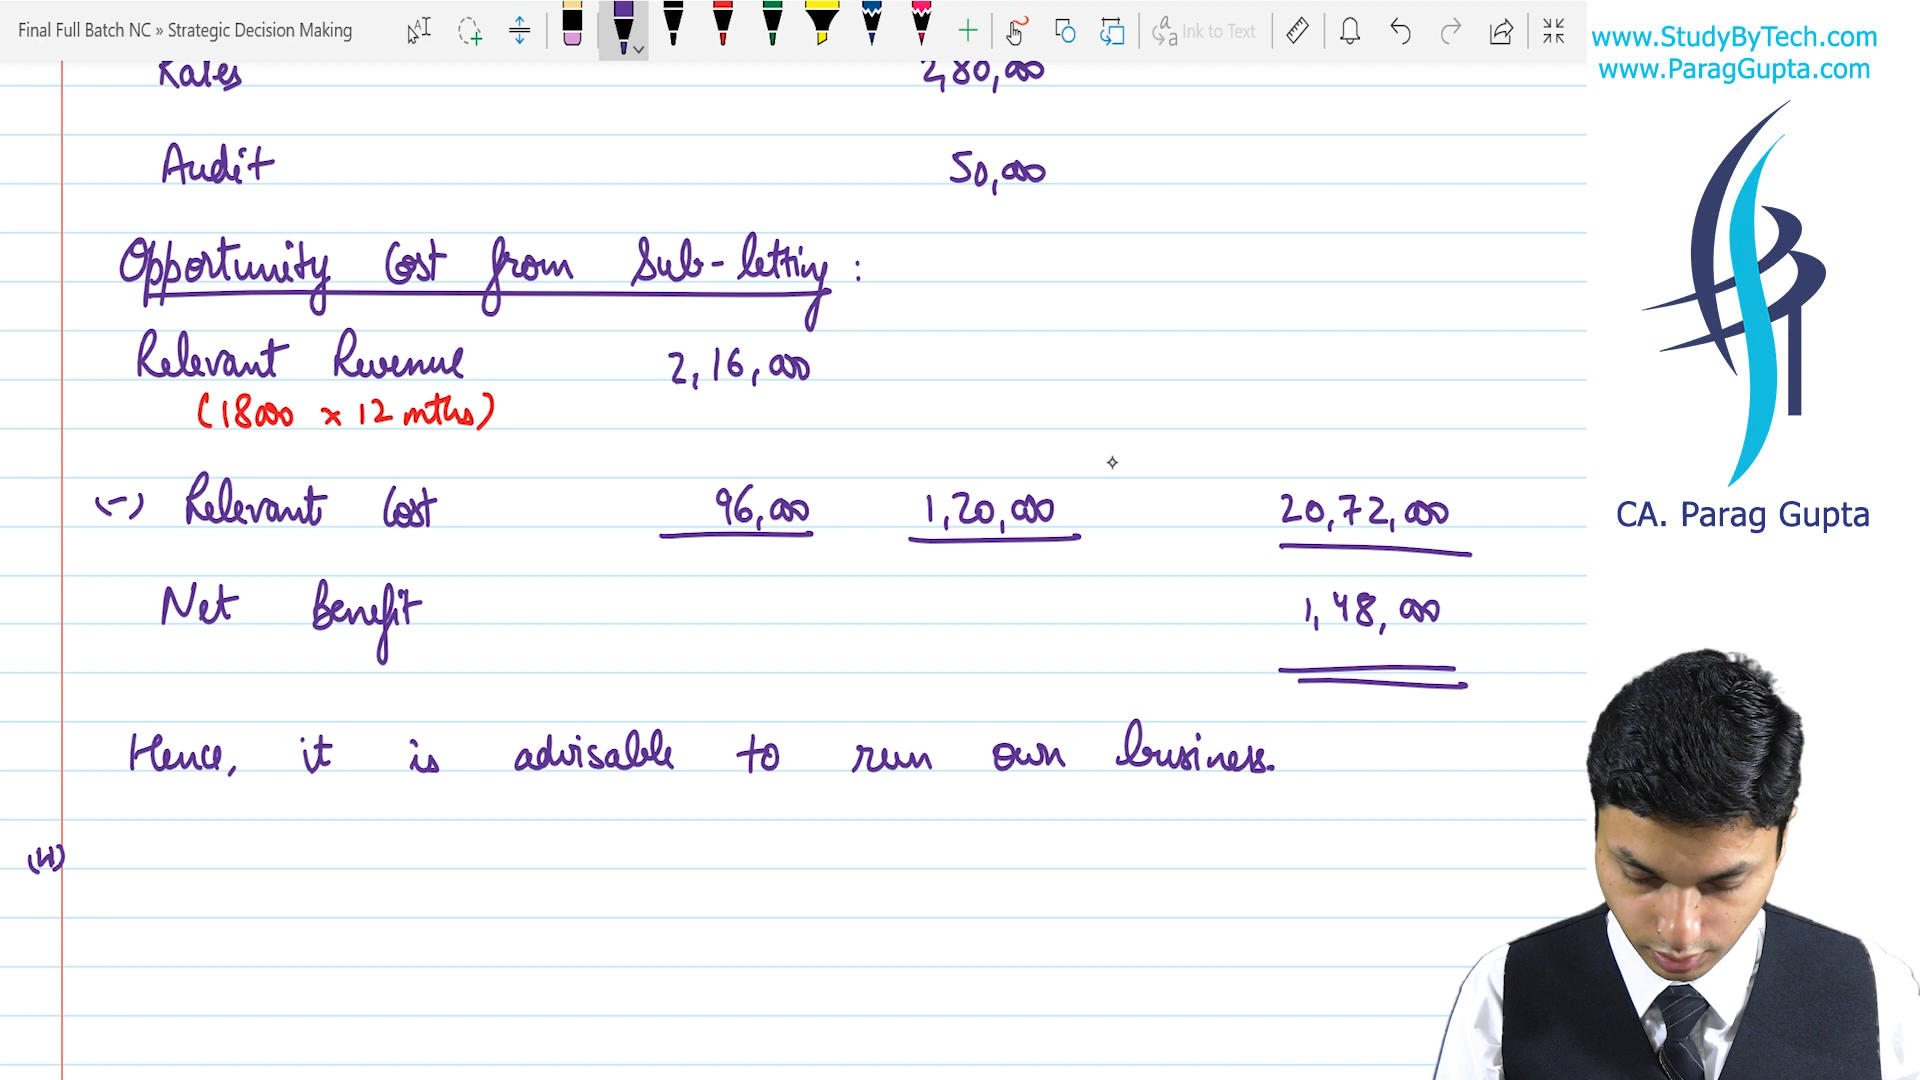 Final Full Batch NC » Strategic Decision Making
Ink to Text
www.StudyByTech.com
www.ParagGupta.com
Rates 2,80,000
Audit 50,000
Opportunity Cost from Sub-letting :
Relevant Revenue 2,16,000
(18000 x 12 mths)
(-) Relevant Cost 96,000 1,20,000 20,72,000
Net Benefit 1,48,000
Hence, it is advisable to run own business.
(4)
CA. Parag Gupta